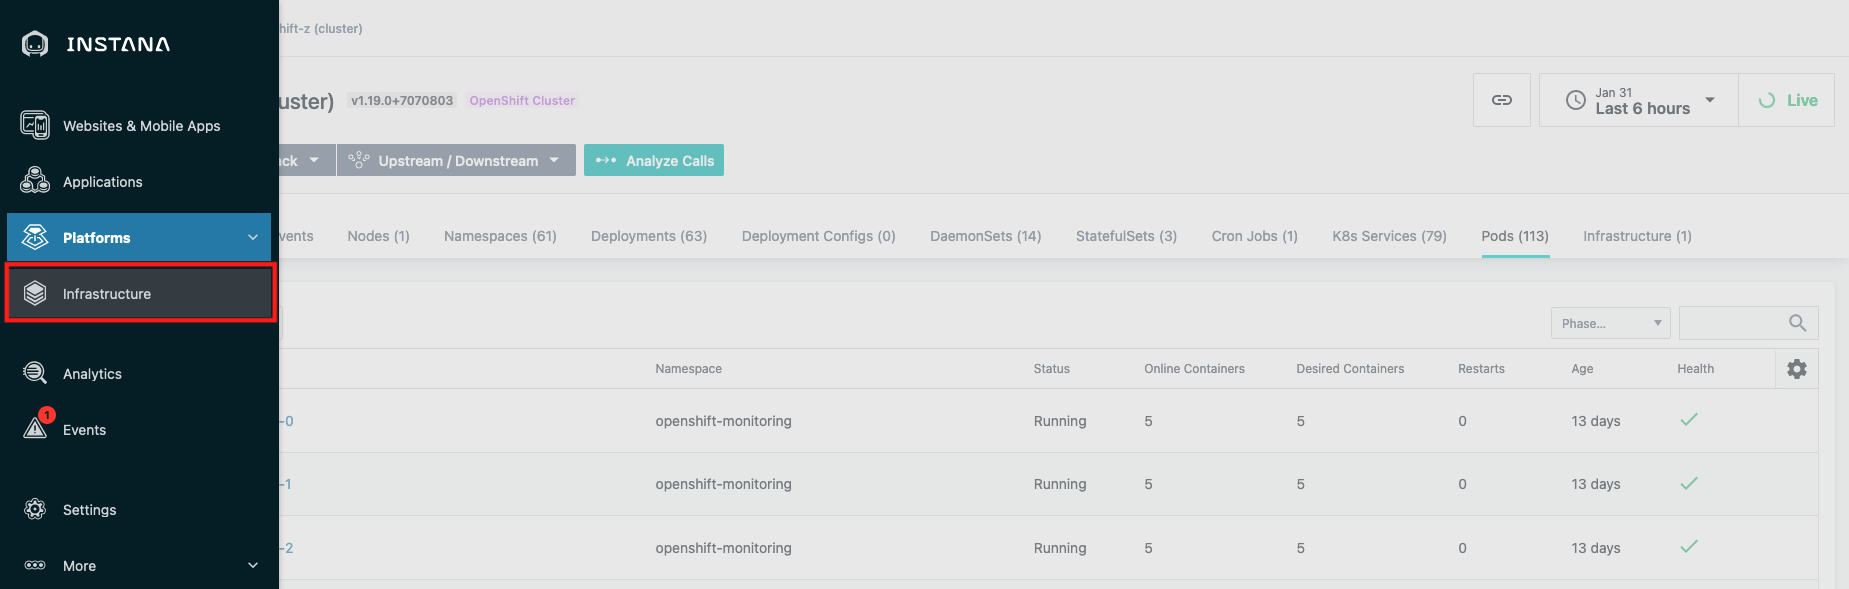 INSTANA
Websites & Mobile Apps
Applications
Platforms
Infrastructure
Analytics
1
Events
Settings
More
hift-z (cluster)
uster) v1.19.0+7070803 OpenShift Cluster
Jan 31
Last 6 hours
Live
ck Upstream / Downstream Analyze Calls
vents Nodes (1) Namespaces (61) Deployments (63) Deployment Configs (0) DaemonSets (14) StatefulSets (3) Cron Jobs (1) K8s Services (79) Pods (113) Infrastructure (1)
Phase...
Namespace Status Online Containers Desired Containers Restarts Age Health
-0 openshift-monitoring Running 5 5 0 13 days
-1 openshift-monitoring Running 5 5 0 13 days
-2 openshift-monitoring Running 5 5 0 13 days